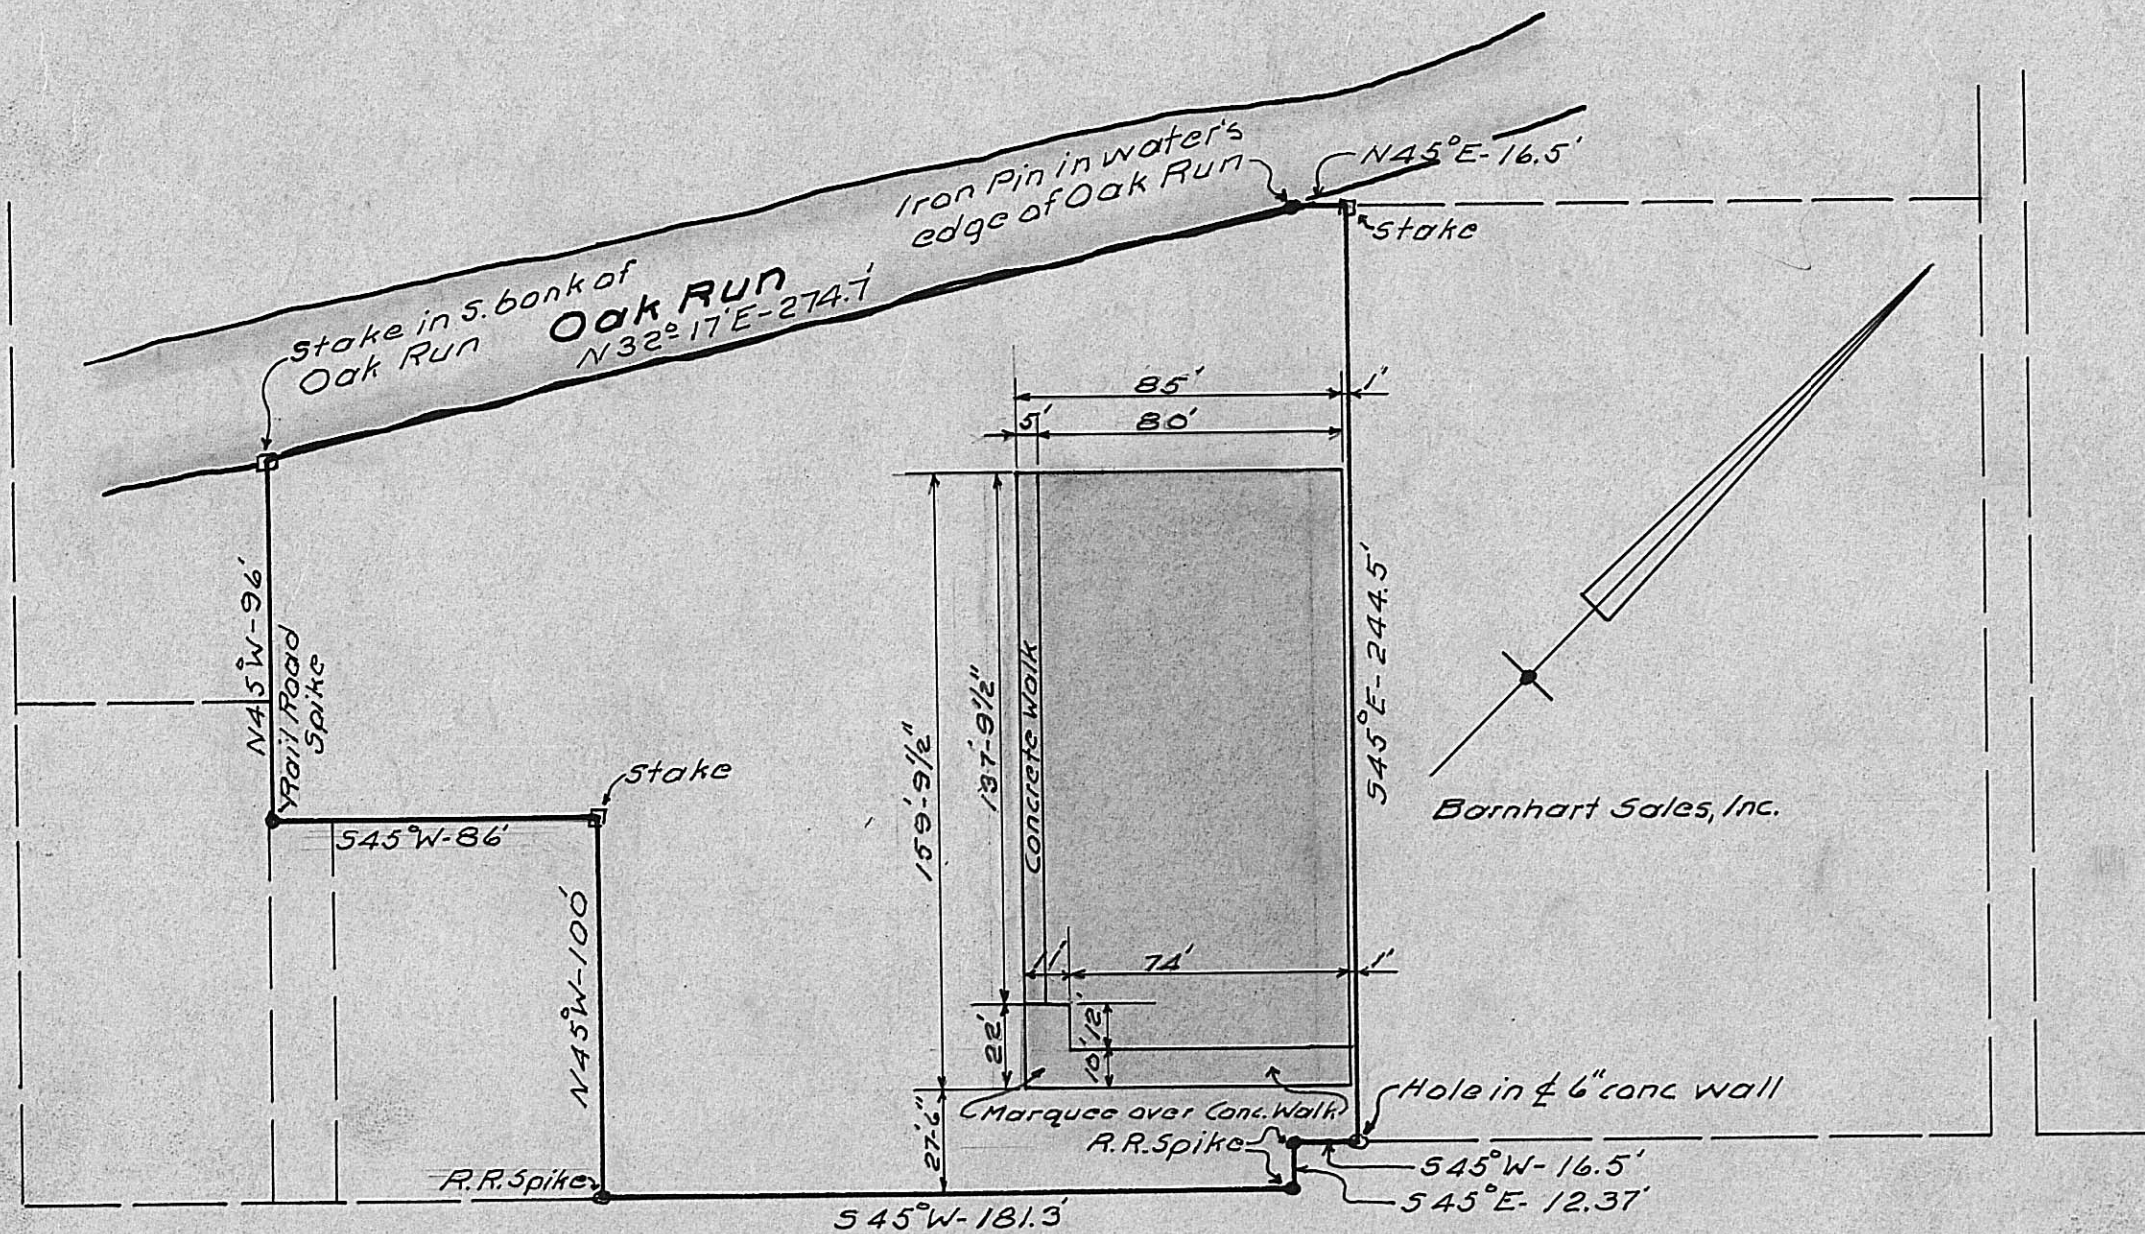 N45°E-16.5'
Iron Pin in water's
edge of Oak Run
Stake
Stake in S. bank of
Oak Run
Oak Run
N32°-17'E-274.7'
85'
1'
5'
80'
N45°W-96'
Rail Road
Spike
Stake
S45°W-86'
N45°W-100'
159'-9½"
137'-9½"
Concrete Walk
S45°E-244.5'
Barnhart Sales, Inc.
11'
74'
1'
22'
12'
10'
27'-6"
Marquee over Conc. Walk
Hole in ₵ 6" conc wall
R.R. Spike
S45°W-16.5'
S45°E-12.37'
R.R. Spike
S45°W-181.3'